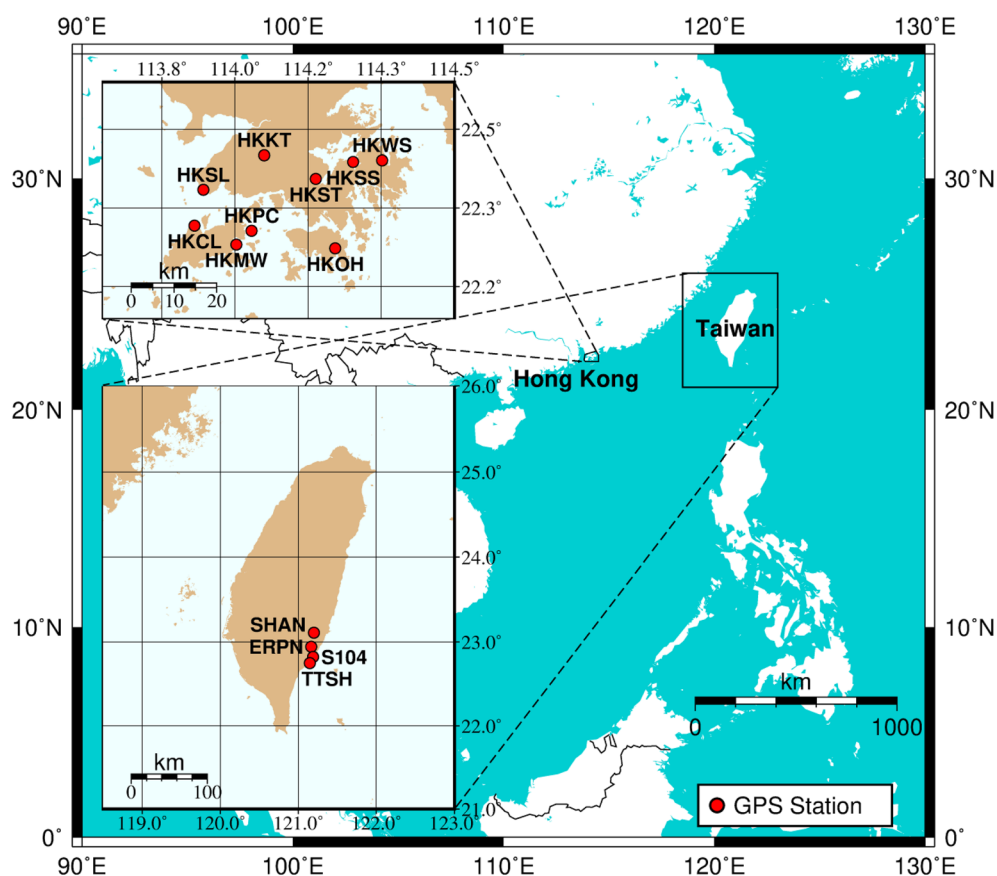 90°E 100°E 110°E 120°E 130°E
113.8° 114.0° 114.2° 114.3° 114.5°
22.5°
HKKT
HKWS
HKSL
HKSS
HKST
30°N
30°N
22.3°
HKPC
HKCL
HKMW
HKOH
km
0 10 20
22.2°
Taiwan
Hong Kong
26.0°
20°N
20°N
25.0°
24.0°
SHAN
ERPN
S104
TTSH
23.0°
10°N
10°N
22.0°
km
0 1000
km
0 100
GPS Station
21.0°
119.0° 120.0° 121.0° 122.0° 123.0°
0°
0°
90°E 100°E 110°E 120°E 130°E